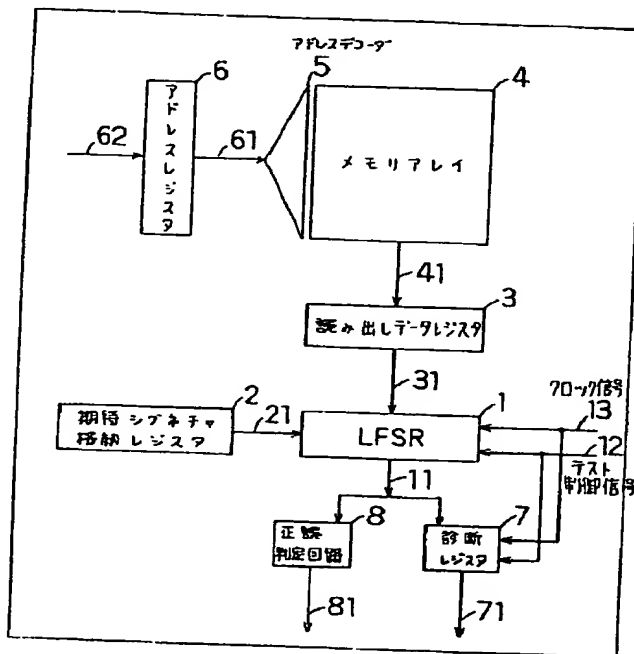 アドレスデコーダ
6
5
4
アドレスレジスタ
62
61
メモリアレイ
41
3
読み出しデータレジスタ
31
2
1
クロック信号
13
期待シグネチャ
格納レジスタ
21
LFSR
12
テスト
制御信号
11
8
7
正誤
判定回路
診断
レジスタ
81
71